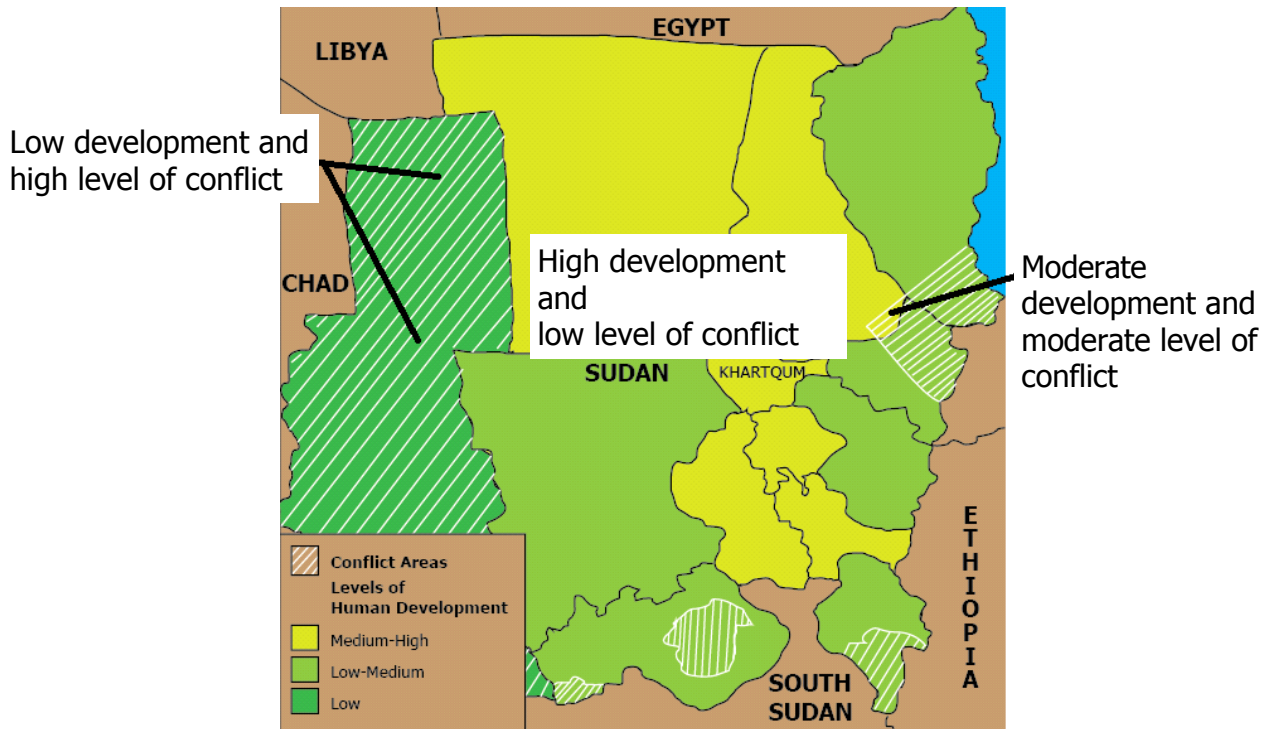 EGYPT
LIBYA
Low development and
high level of conflict
CHAD
High development
and
low level of conflict
Moderate
development and
moderate level of
conflict
SUDAN
KHARTQUM
ETHIOPIA
Conflict Areas
Levels of
Human Development
Medium-High
Low-Medium
Low
SOUTH
SUDAN